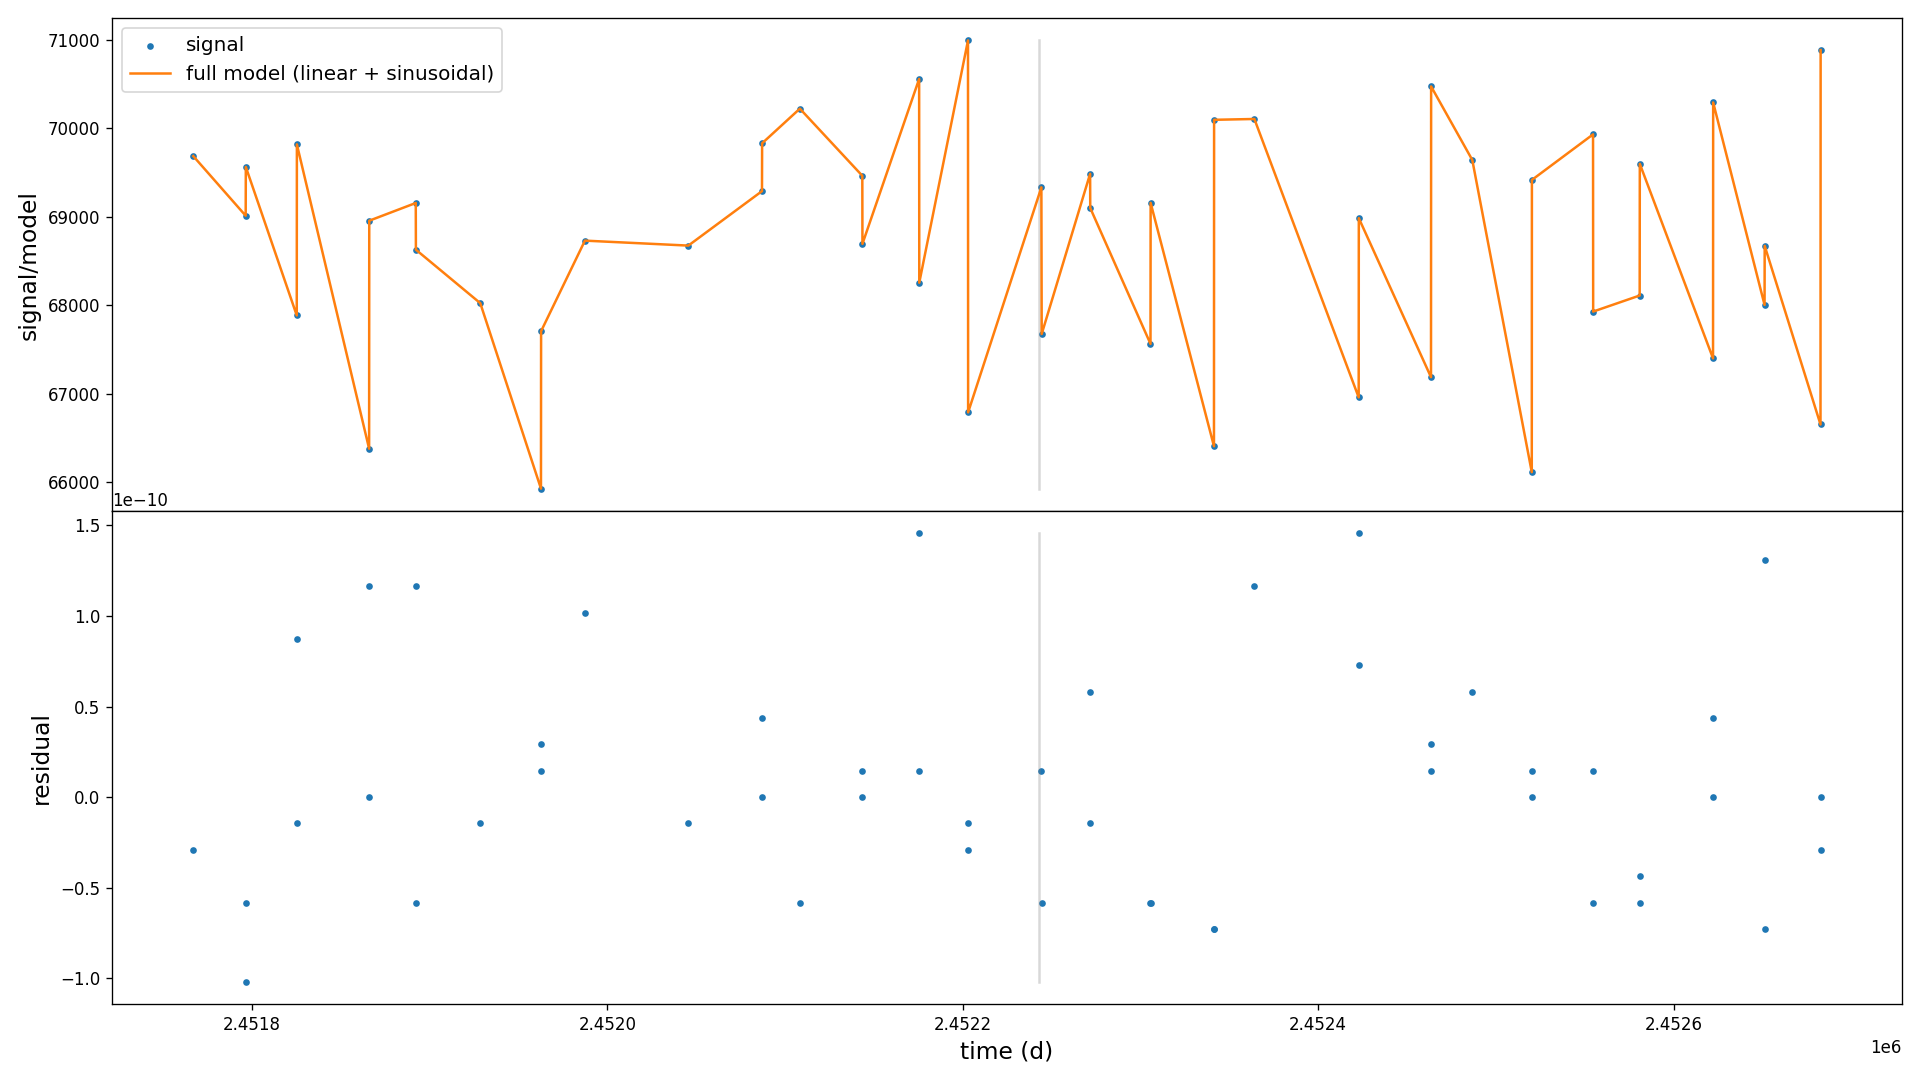 71000
70000
69000
68000
67000
66000
signal/model
signal
full model (linear + sinusoidal)
1e−10
1.5
1.0
0.5
0.0
−0.5
−1.0
residual
2.4518
2.4520
2.4522
2.4524
2.4526
1e6
time (d)